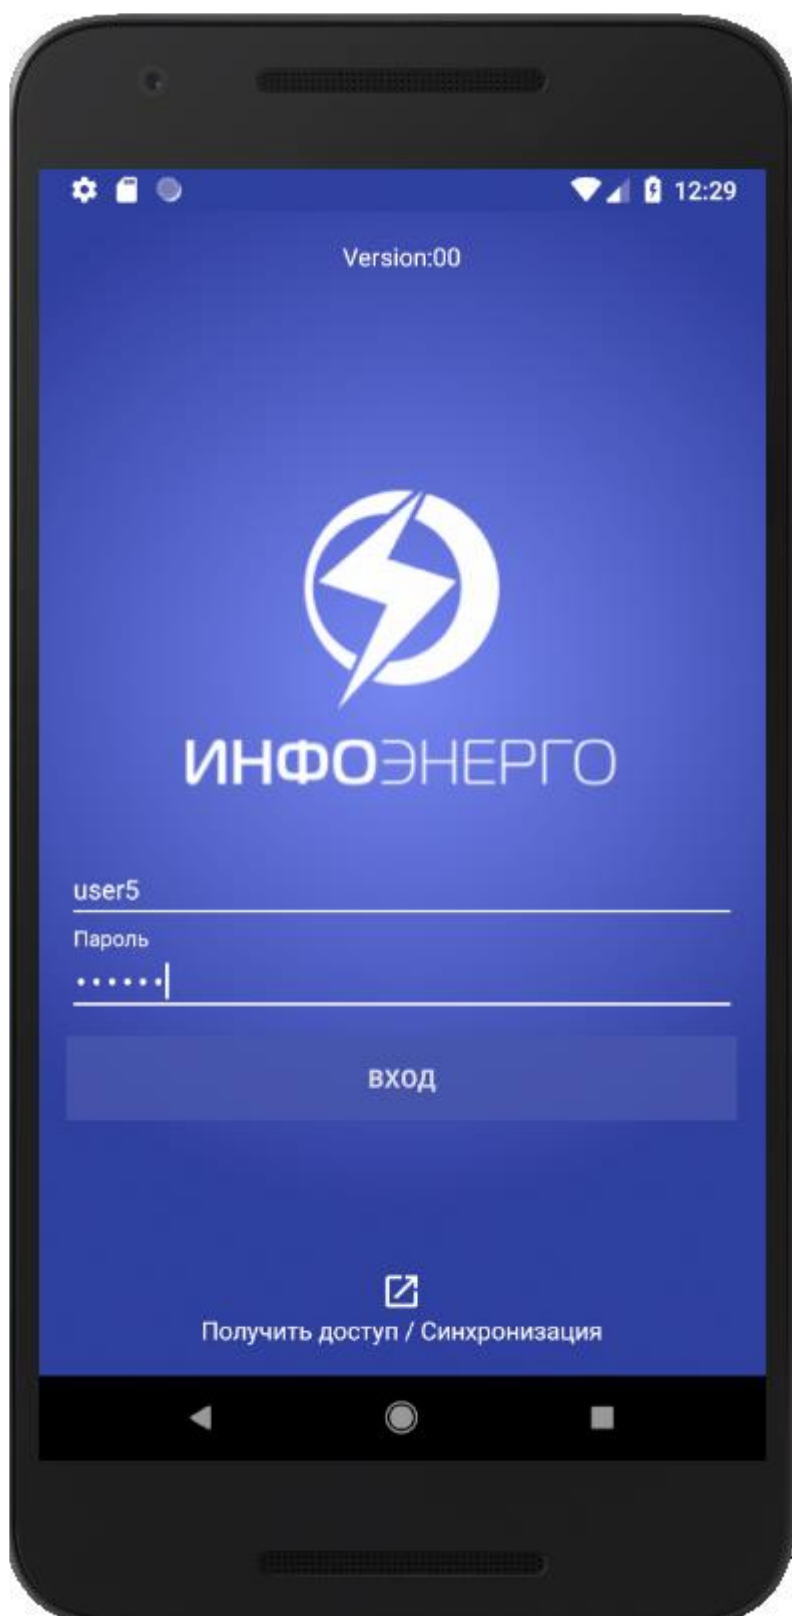 12:29
Version:00
ИНФОЭНЕРГО
user5
Пароль
••••••
ВХОД
Получить доступ / Синхронизация